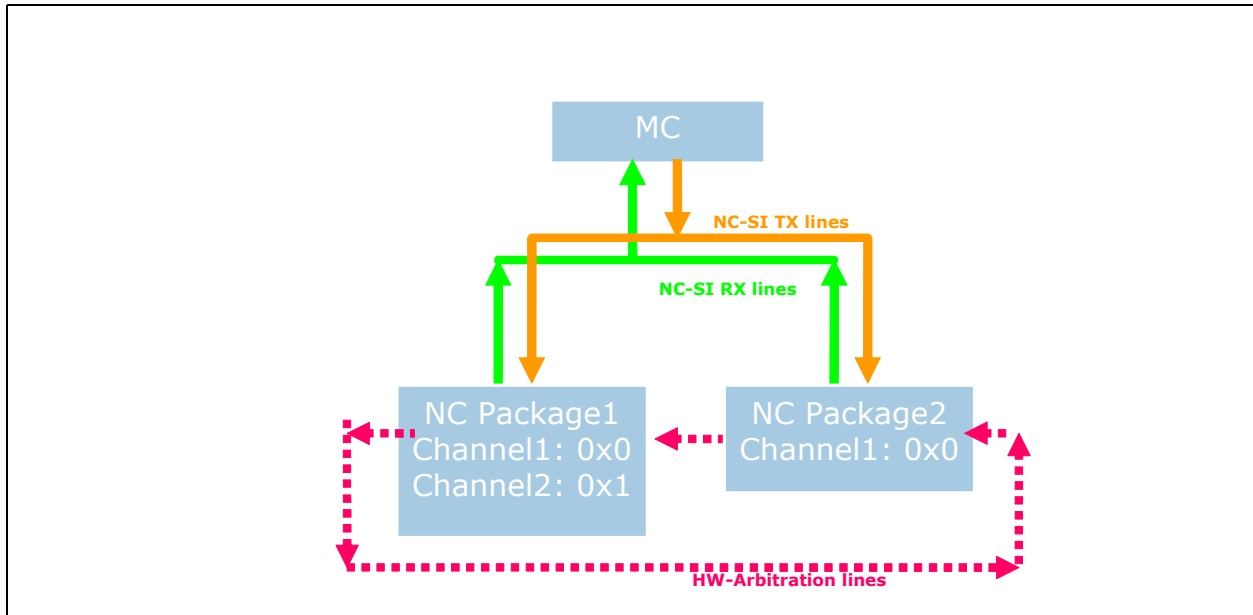 MC
NC-SI TX lines
NC-SI RX lines
NC Package1
Channel1: 0x0
Channel2: 0x1
NC Package2
Channel1: 0x0
HW-Arbitration lines